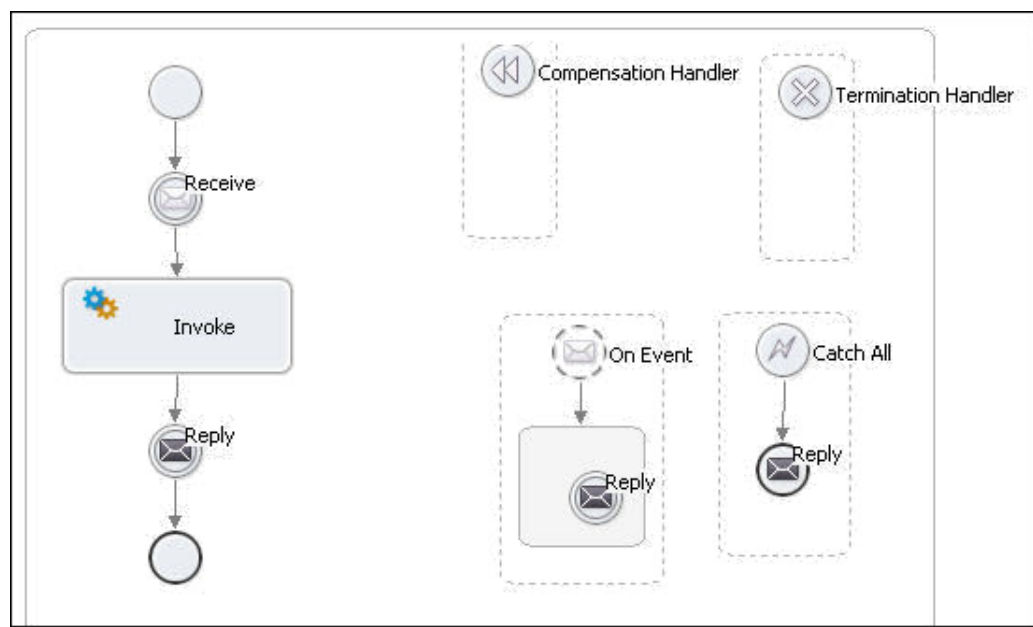 Compensation Handler
Termination Handler
Receive
Invoke
On Event
Catch All
Reply
Reply
Reply